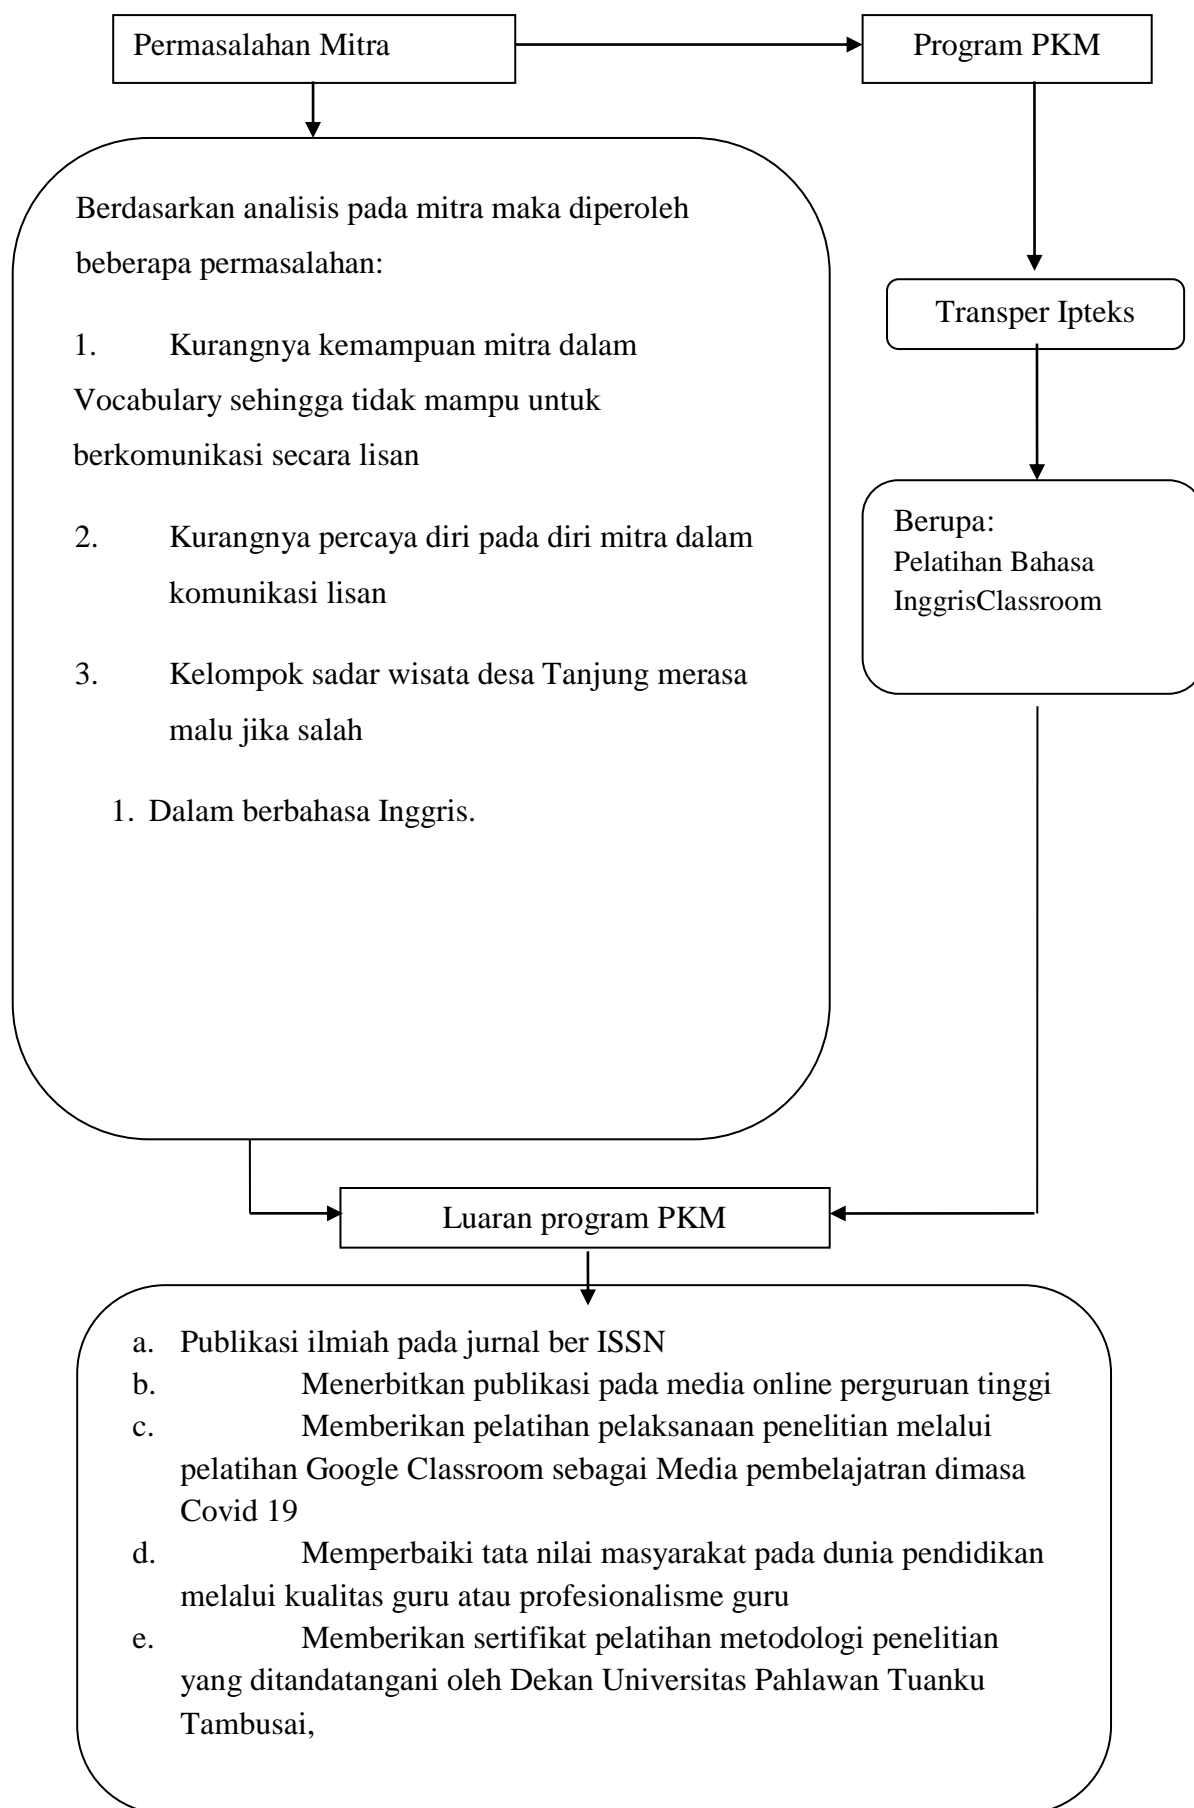 Permasalahan Mitra
Program PKM
Berdasarkan analisis pada mitra maka diperoleh
beberapa permasalahan:
1. Kurangnya kemampuan mitra dalam
Vocabulary sehingga tidak mampu untuk
berkomunikasi secara lisan
2. Kurangnya percaya diri pada diri mitra dalam
komunikasi lisan
3. Kelompok sadar wisata desa Tanjung merasa
malu jika salah
1. Dalam berbahasa Inggris.
Transper Ipteks
Berupa:
Pelatihan Bahasa
InggrisClassroom
Luaran program PKM
a. Publikasi ilmiah pada jurnal ber ISSN
b. Menerbitkan publikasi pada media online perguruan tinggi
c. Memberikan pelatihan pelaksanaan penelitian melalui
pelatihan Google Classroom sebagai Media pembelajatran dimasa
Covid 19
d. Memperbaiki tata nilai masyarakat pada dunia pendidikan
melalui kualitas guru atau profesionalisme guru
e. Memberikan sertifikat pelatihan metodologi penelitian
yang ditandatangani oleh Dekan Universitas Pahlawan Tuanku
Tambusai,